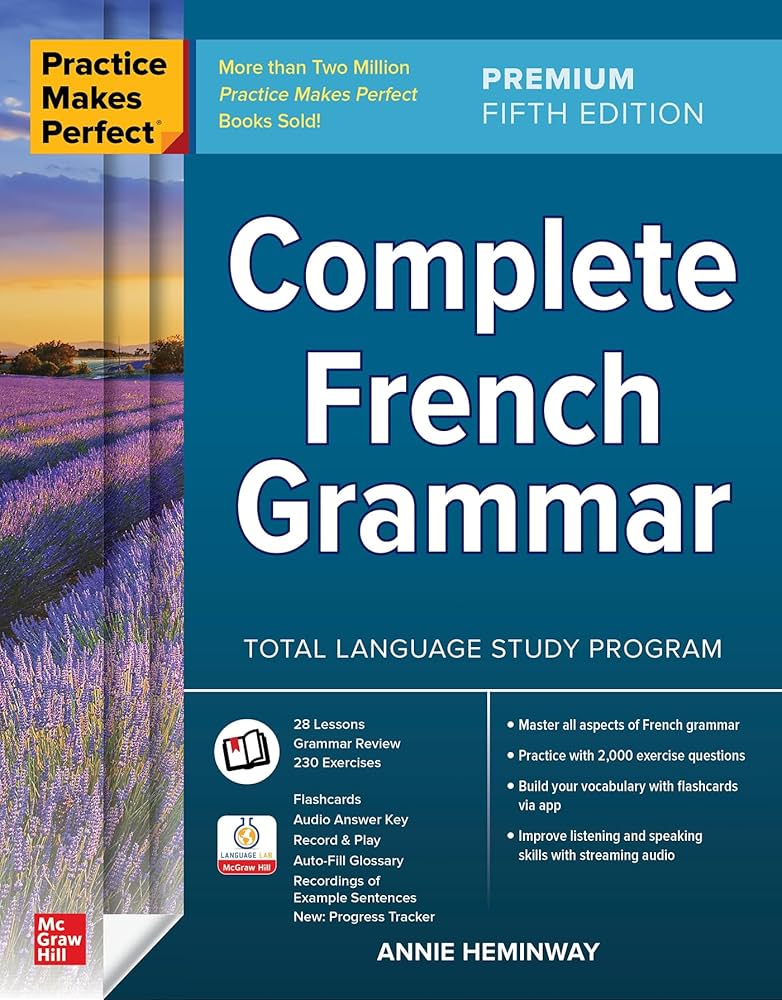 Practice
Makes
Perfect®
More than Two Million
Practice Makes Perfect
Books Sold!
PREMIUM
FIFTH EDITION
Complete
French
Grammar
TOTAL LANGUAGE STUDY PROGRAM
28 Lessons
Grammar Review
230 Exercises
Flashcards
Audio Answer Key
Record & Play
Auto-Fill Glossary
Recordings of
Example Sentences
New: Progress Tracker
LANGUAGE LAB
McGraw Hill
• Master all aspects of French grammar
• Practice with 2,000 exercise questions
• Build your vocabulary with flashcards
via app
• Improve listening and speaking
skills with streaming audio
Mc
Graw
Hill
ANNIE HEMINWAY